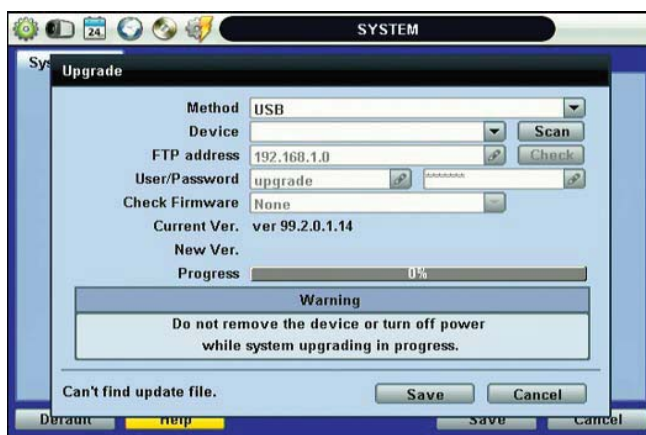 24
SYSTEM
Sys
Upgrade
Method USB
Device Scan
FTP address 192.168.1.0 Check
User/Password upgrade *******
Check Firmware None
Current Ver. ver 99.2.0.1.14
New Ver.
Progress 0%
Warning
Do not remove the device or turn off power
while system upgrading in progress.
Can't find update file. Save Cancel
Default Help Save Cancel